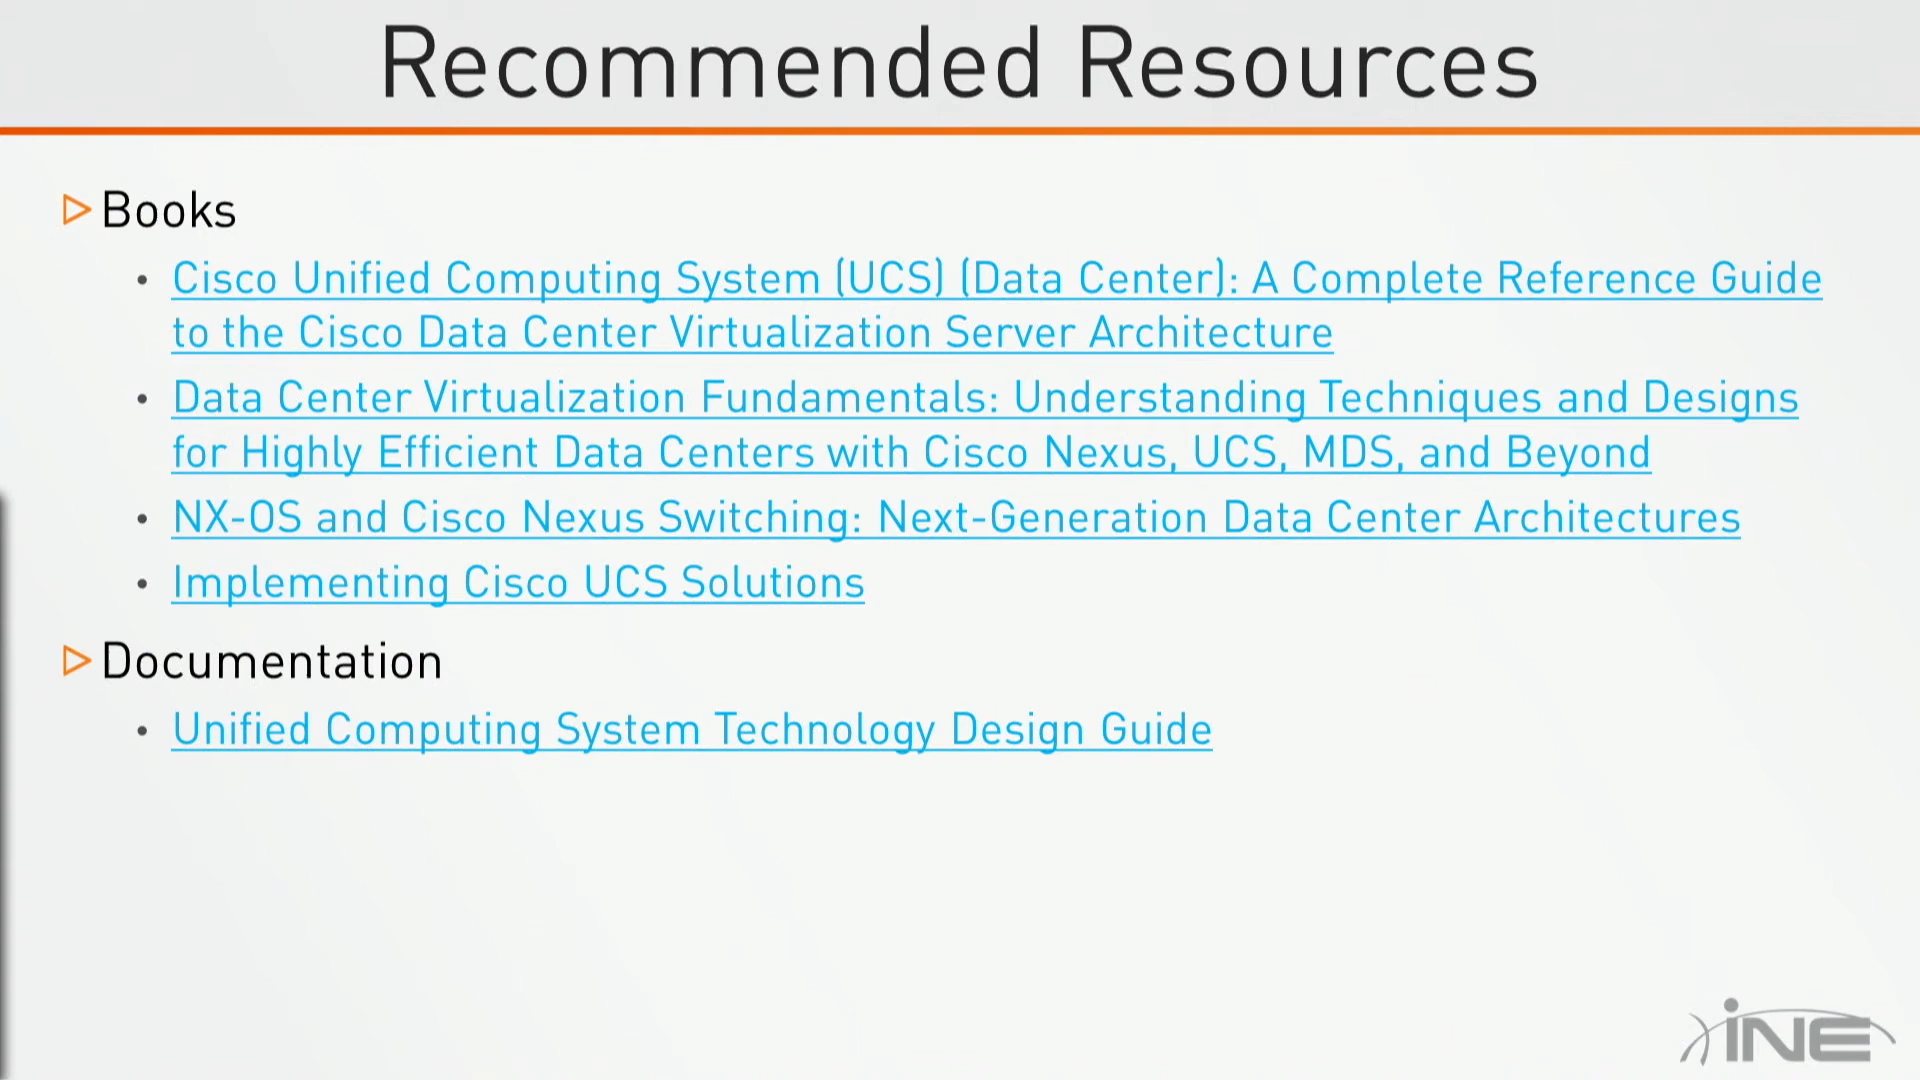 Recommended Resources
Books
• Cisco Unified Computing System (UCS) (Data Center): A Complete Reference Guide
to the Cisco Data Center Virtualization Server Architecture
• Data Center Virtualization Fundamentals: Understanding Techniques and Designs
for Highly Efficient Data Centers with Cisco Nexus, UCS, MDS, and Beyond
• NX-OS and Cisco Nexus Switching: Next-Generation Data Center Architectures
• Implementing Cisco UCS Solutions
Documentation
• Unified Computing System Technology Design Guide
iNE